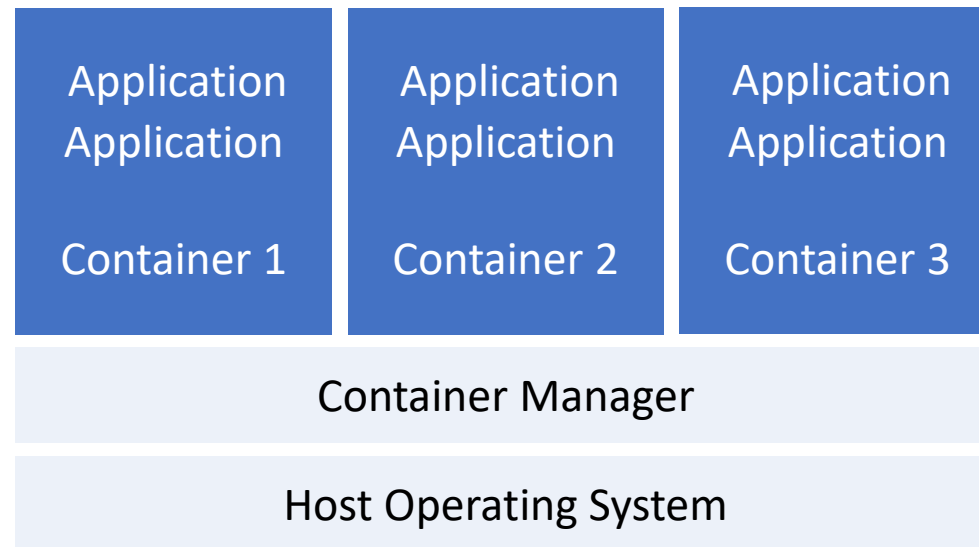 Application
Application
Container 1
Application
Application
Container 2
Application
Application
Container 3
Container Manager
Host Operating System